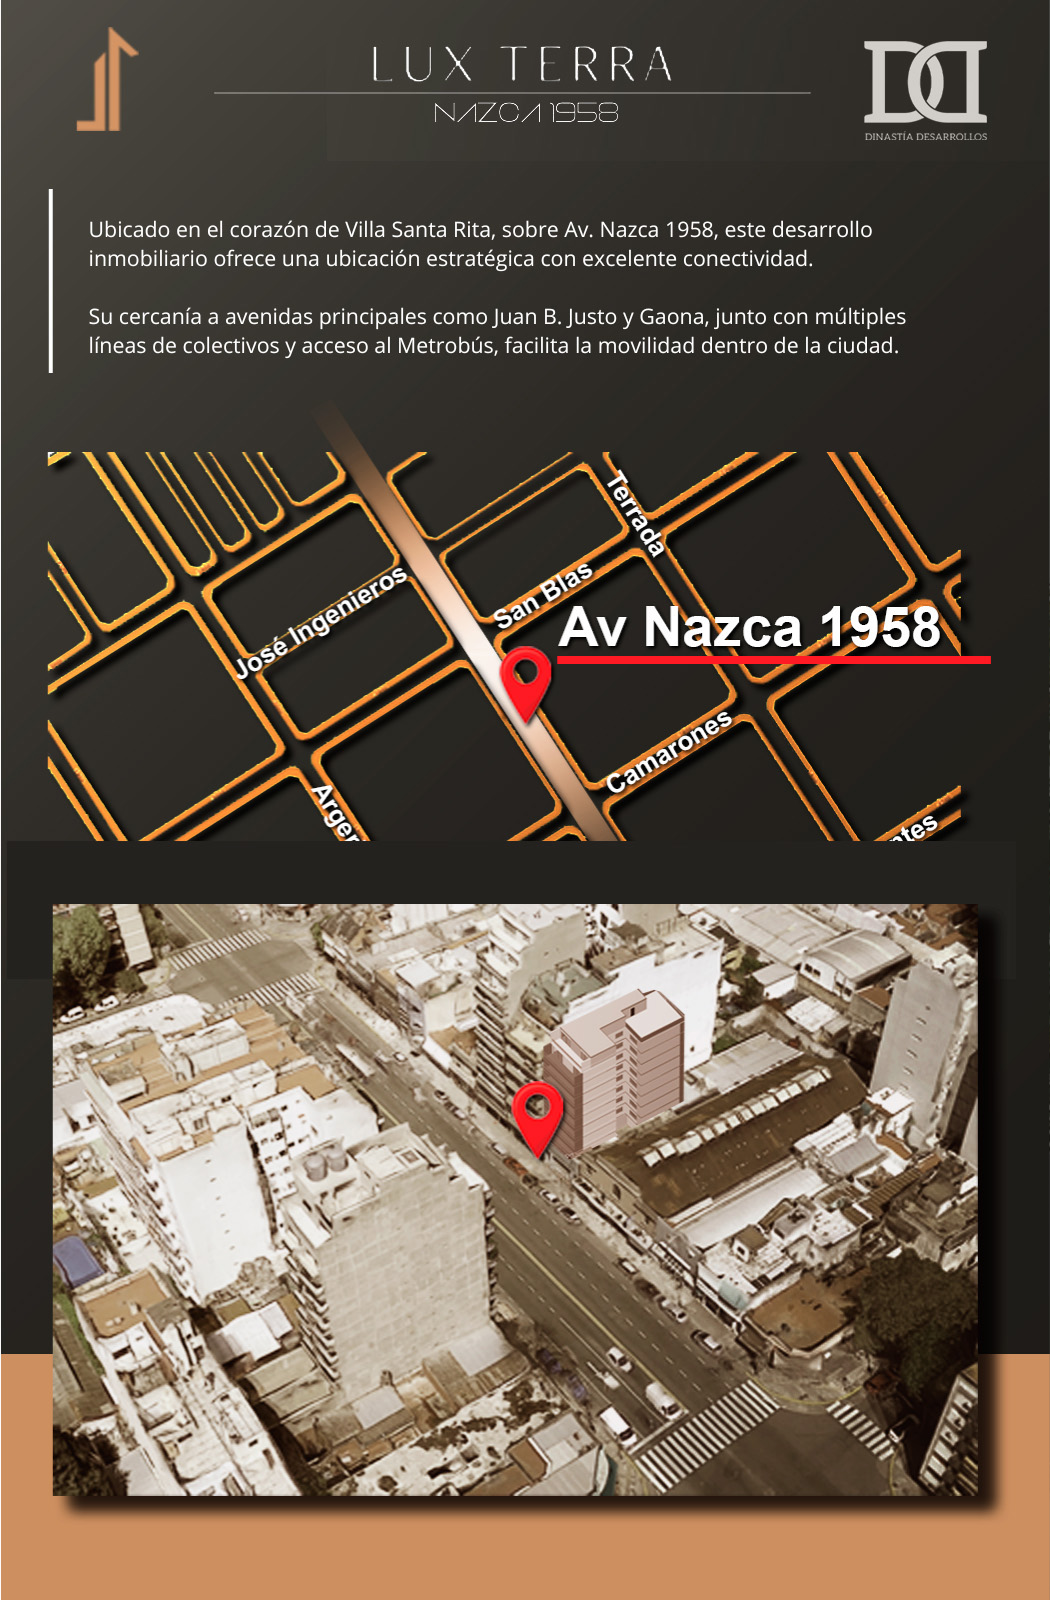 LUX TERRA
NAZCA 1958
DINASTÍA DESARROLLOS
Ubicado en el corazón de Villa Santa Rita, sobre Av. Nazca 1958, este desarrollo
inmobiliario ofrece una ubicación estratégica con excelente conectividad.
Su cercanía a avenidas principales como Juan B. Justo y Gaona, junto con múltiples
líneas de colectivos y acceso al Metrobús, facilita la movilidad dentro de la ciudad.
Terrada
José Ingenieros
San Blas
Av Nazca 1958
Camarones
Argen
ntes